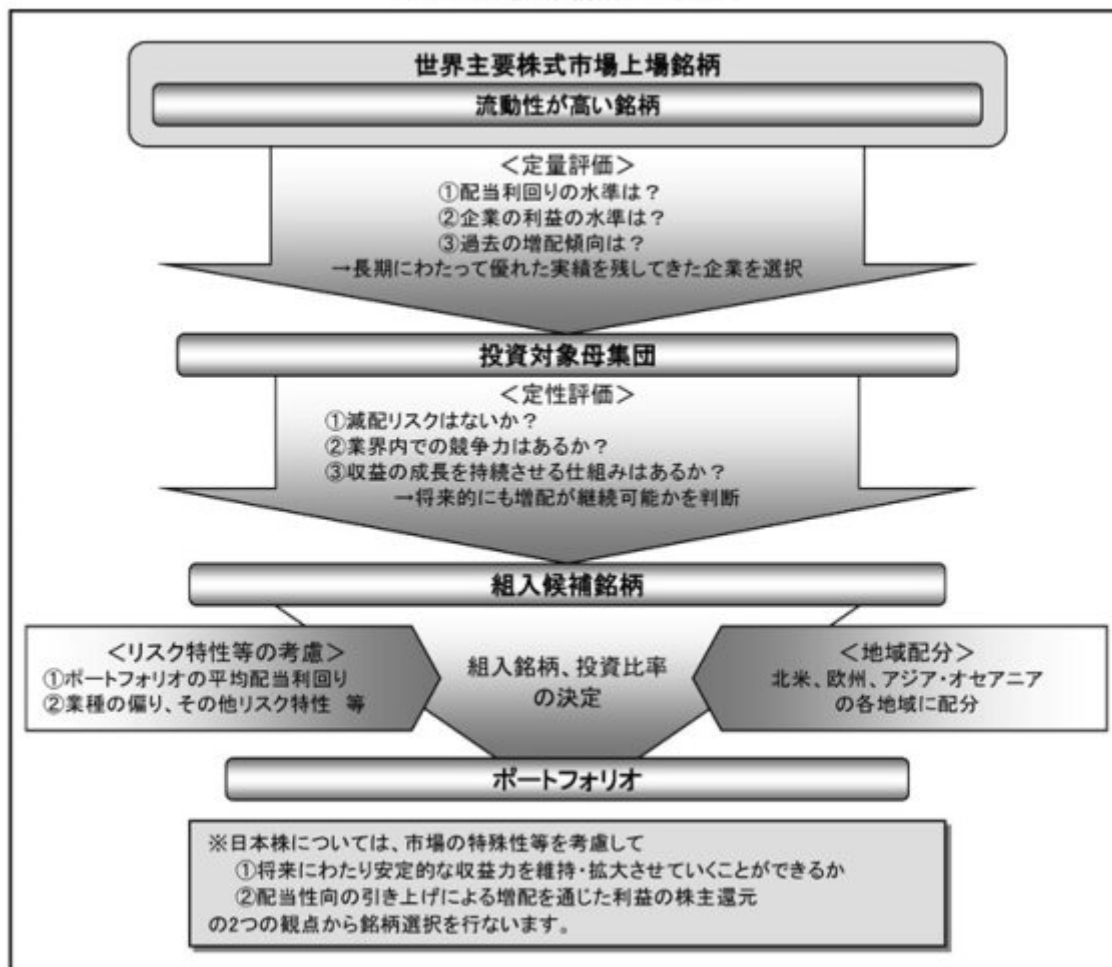 世界主要株式市場上場銘柄
流動性が高い銘柄
＜定量評価＞
①配当利回りの水準は？
②企業の利益の水準は？
③過去の増配傾向は？
→長期にわたって優れた実績を残してきた企業を選択
投資対象母集団
＜定性評価＞
①減配リスクはないか？
②業界内での競争力はあるか？
③収益の成長を持続させる仕組みはあるか？
→将来的にも増配が継続可能かを判断
組入候補銘柄
＜リスク特性等の考慮＞
①ポートフォリオの平均配当利回り
②業種の偏り、その他リスク特性　等
組入銘柄、投資比率
の決定
＜地域配分＞
北米、欧州、アジア・オセアニア
の各地域に配分
ポートフォリオ
※日本株については、市場の特殊性等を考慮して
①将来にわたり安定的な収益力を維持・拡大させていくことができるか
②配当性向の引き上げによる増配を通じた利益の株主還元
の2つの観点から銘柄選択を行ないます。